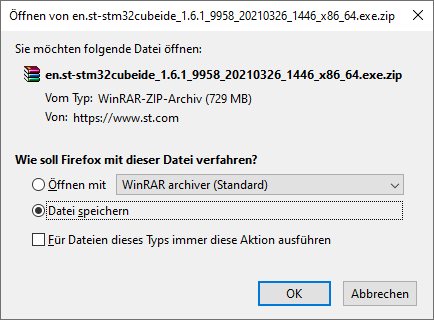 Öffnen von en.st-stm32cubeide_1.6.1_9958_20210326_1446_x86_64.exe.zip
Sie möchten folgende Datei öffnen:
en.st-stm32cubeide_1.6.1_9958_20210326_1446_x86_64.exe.zip
Vom Typ: WinRAR-ZIP-Archiv (729 MB)
Von: https://www.st.com
Wie soll Firefox mit dieser Datei verfahren?
Öffnen mit WinRAR archiver (Standard)
Datei speichern
Für Dateien dieses Typs immer diese Aktion ausführen
OK Abbrechen